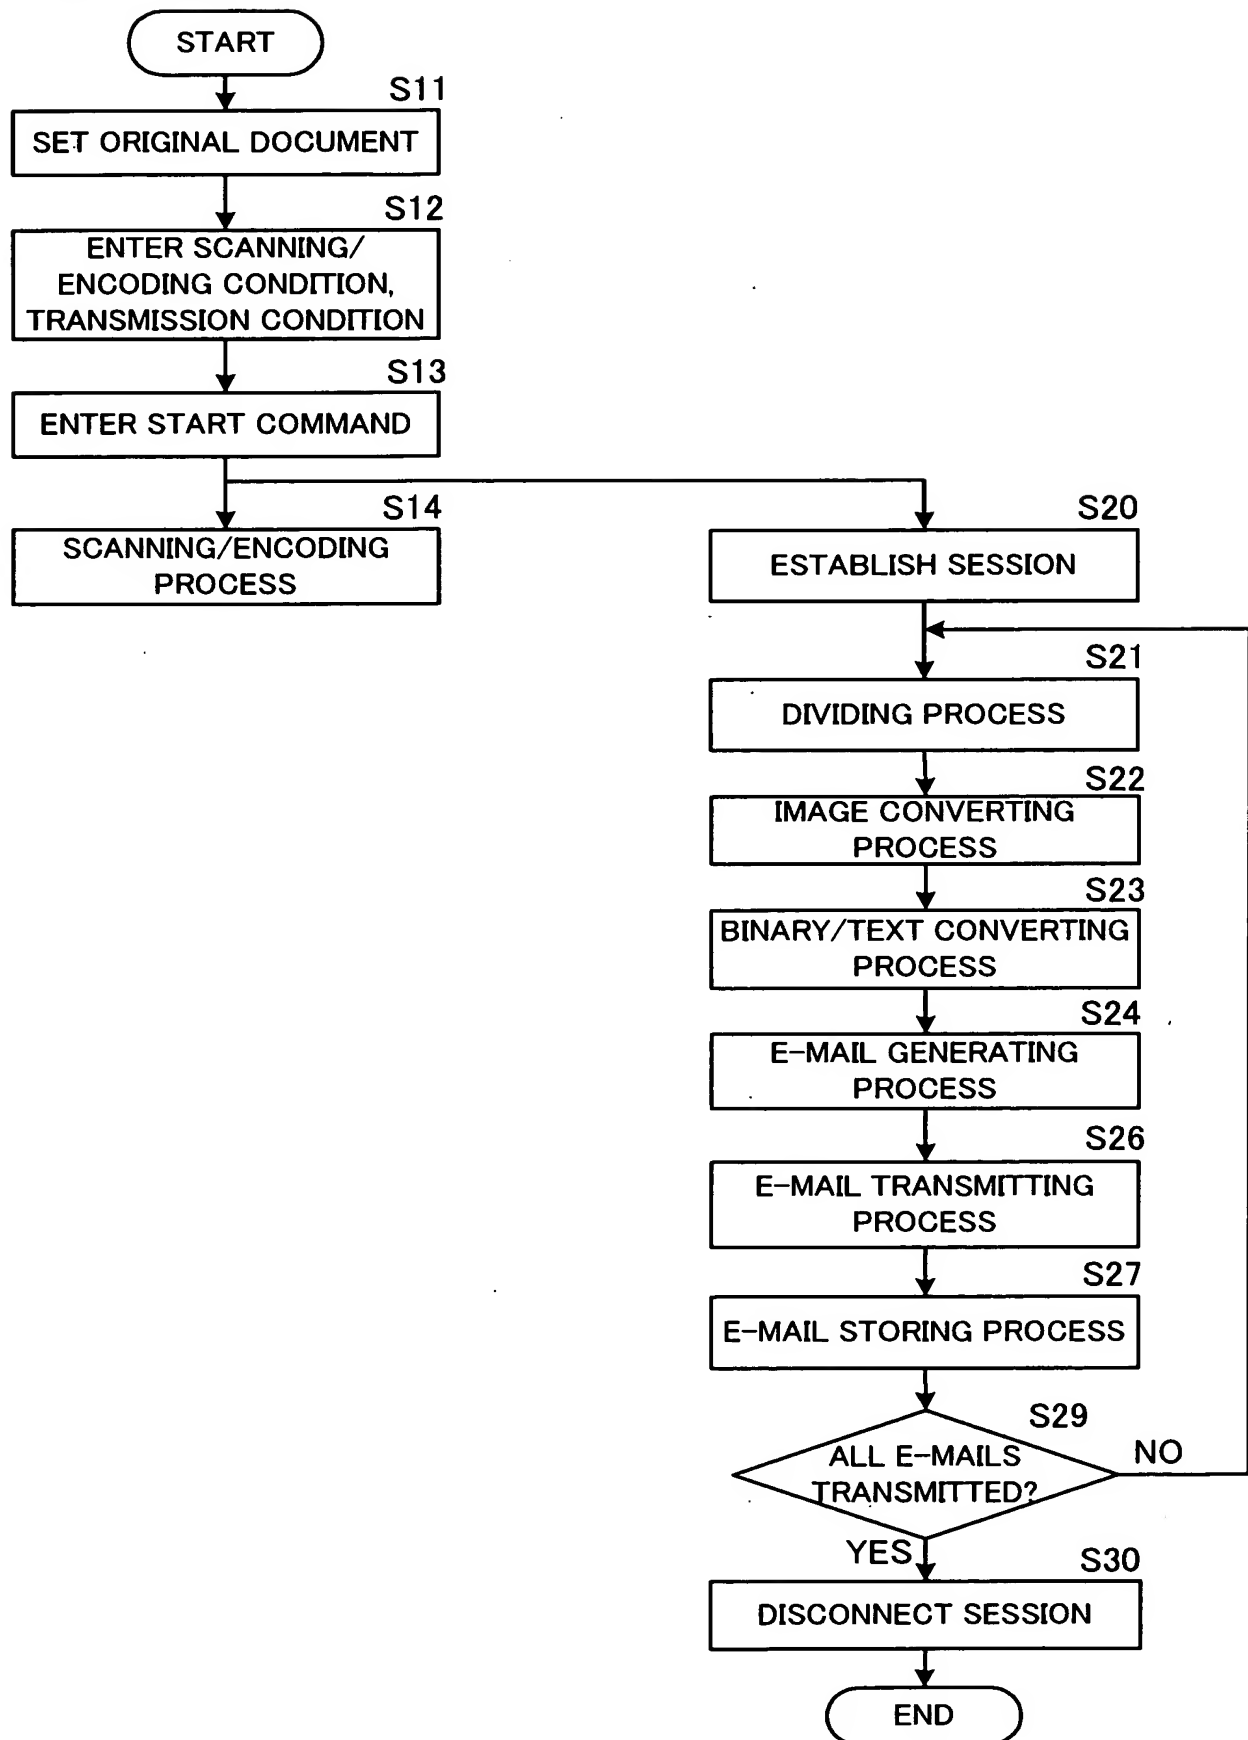 START
S11
SET ORIGINAL DOCUMENT
S12
ENTER SCANNING/
ENCODING CONDITION,
TRANSMISSION CONDITION
S13
ENTER START COMMAND
S14
SCANNING/ENCODING
PROCESS
S20
ESTABLISH SESSION
S21
DIVIDING PROCESS
S22
IMAGE CONVERTING
PROCESS
S23
BINARY/TEXT CONVERTING
PROCESS
S24
E-MAIL GENERATING
PROCESS
S26
E-MAIL TRANSMITTING
PROCESS
S27
E-MAIL STORING PROCESS
S29
ALL E-MAILS
TRANSMITTED?
NO
YES
S30
DISCONNECT SESSION
END